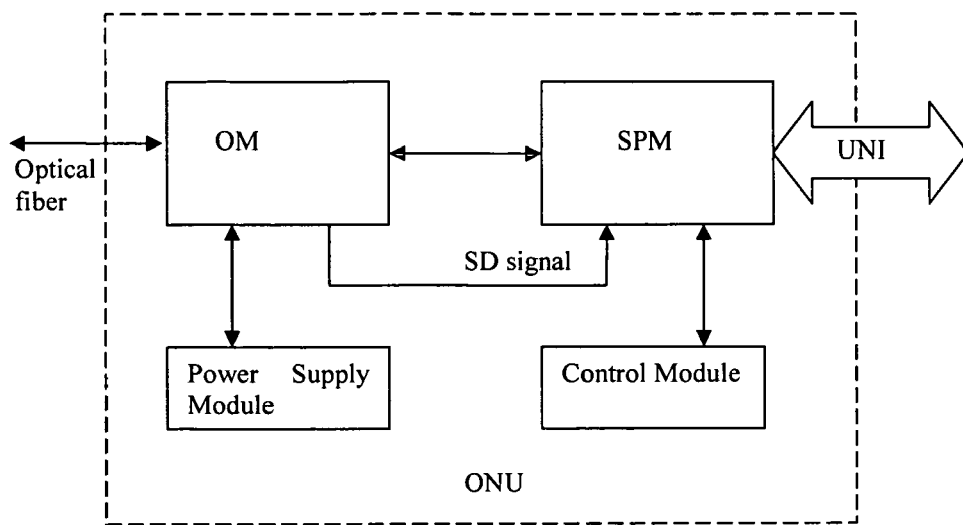 OM
SPM
UNI
Optical
fiber
SD signal
Power Supply
Module
Control Module
ONU